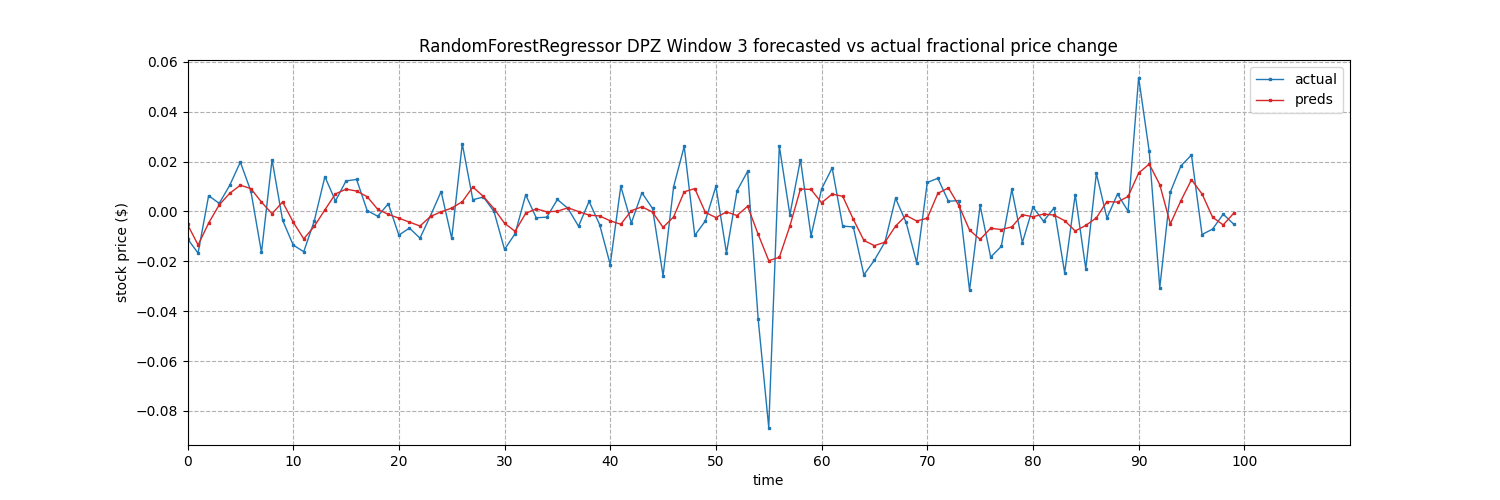 RandomForestRegressor DPZ Window 3 forecasted vs actual fractional price change
0.06
0.04
0.02
0.00
−0.02
−0.04
−0.06
−0.08
stock price ($)
actual
preds
0 10 20 30 40 50 60 70 80 90 100
time